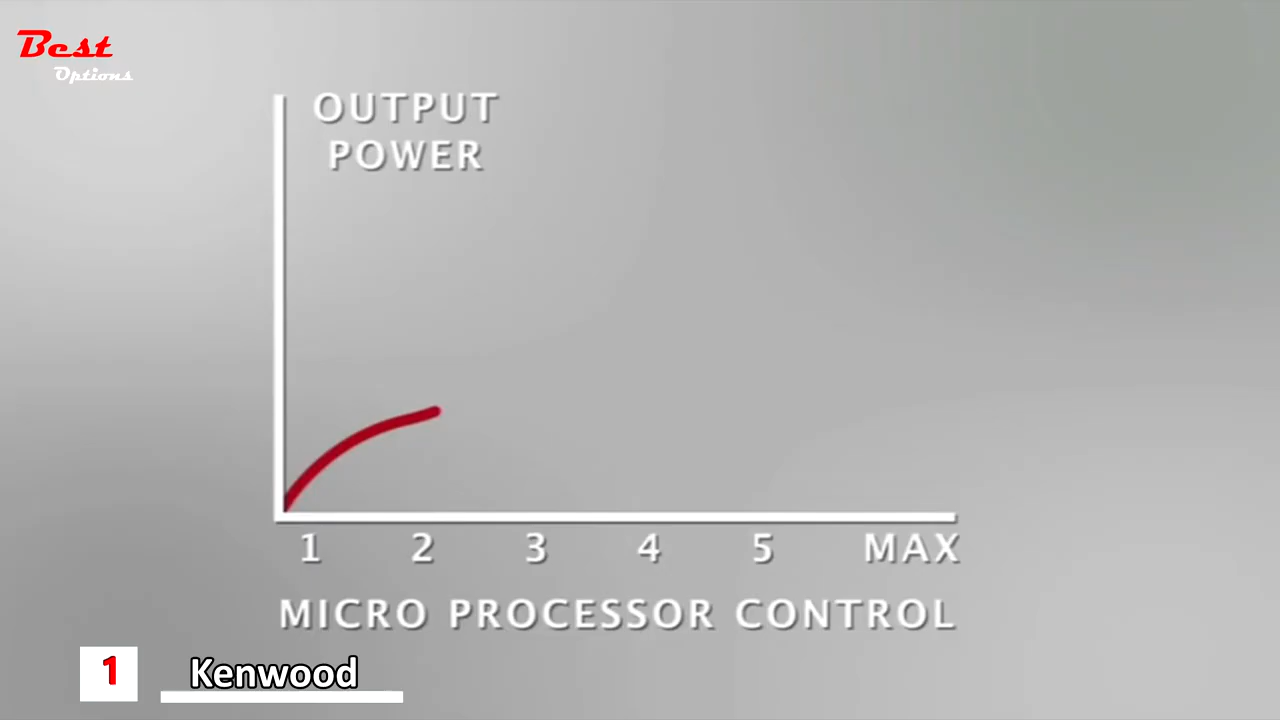 Best
Options
OUTPUT
POWER
1 2 3 4 5 MAX
MICRO PROCESSOR CONTROL
1 Kenwood